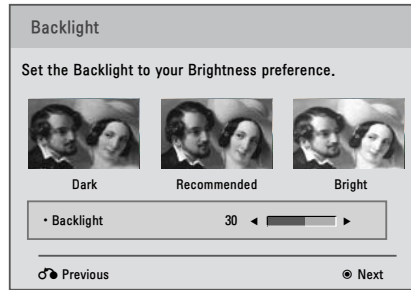 Backlight
Set the Backlight to your Brightness preference.
Dark Recommended Bright
• Backlight 30 ◄ ►
Previous Next